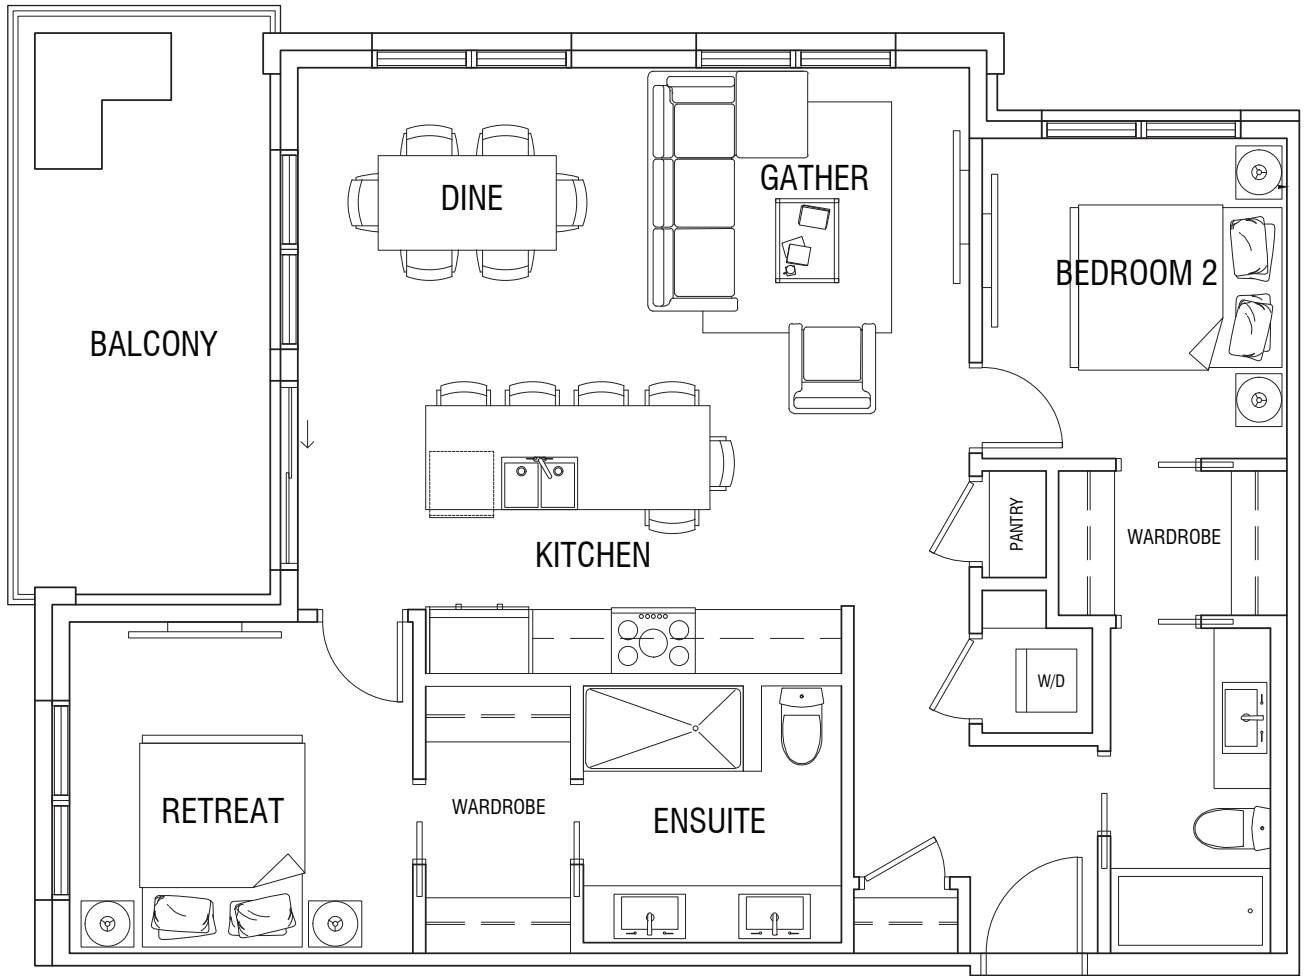 DINE
GATHER
BEDROOM 2
BALCONY
KITCHEN
PANTRY
WARDROBE
W/D
RETREAT
WARDROBE
ENSUITE